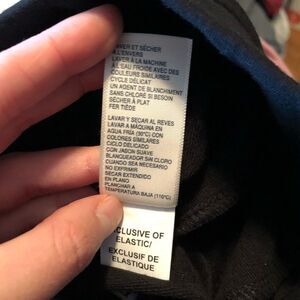 LAVER ET SÉCHER
À L'ENVERS
LAVER À LA MACHINE
À L'EAU FROIDE AVEC DES
COULEURS SIMILAIRES
CYCLE DÉLICAT
UN AGENT DE BLANCHIMENT
SANS CHLORE SI BESOIN
SÉCHER À PLAT
FER TIÈDE
LAVAR Y SECAR AL REVES
LAVAR A MÁQUINA EN
AGUA FRÍA (30°C) CON
COLORES SIMILARES
CICLO DELICADO
CON JABON SUAVE
BLANQUEADOR SIN CLORO
CUANDO SEA NECESARIO
NO EXPRIMIR
SECAR EXTENDIDO
EN PLANO
PLANCHAR A
TEMPERATURA BAJA (110°C)
CLUSIVE OF
ELASTIC/
EXCLUSIF DE
ELASTIQUE